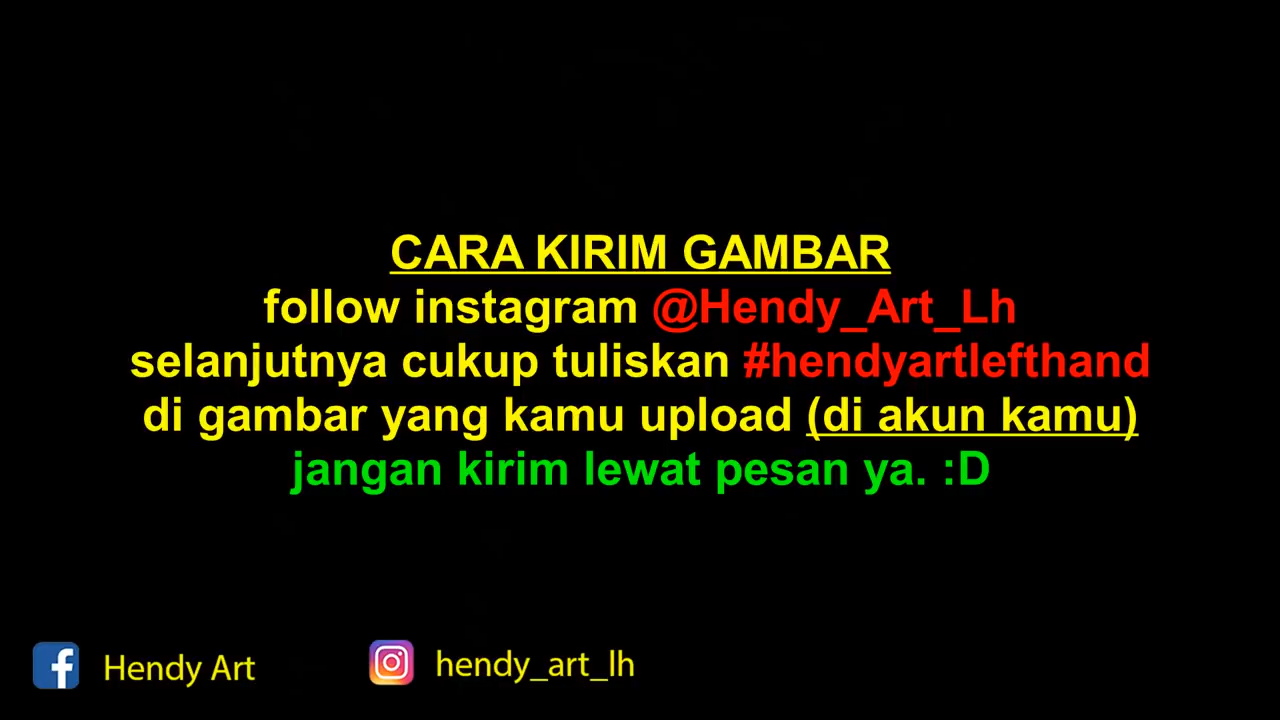 CARA KIRIM GAMBAR
follow instagram @Hendy_Art_Lh
selanjutnya cukup tuliskan #hendyartlefthand
di gambar yang kamu upload (di akun kamu)
jangan kirim lewat pesan ya. :D
Hendy Art
hendy_art_lh